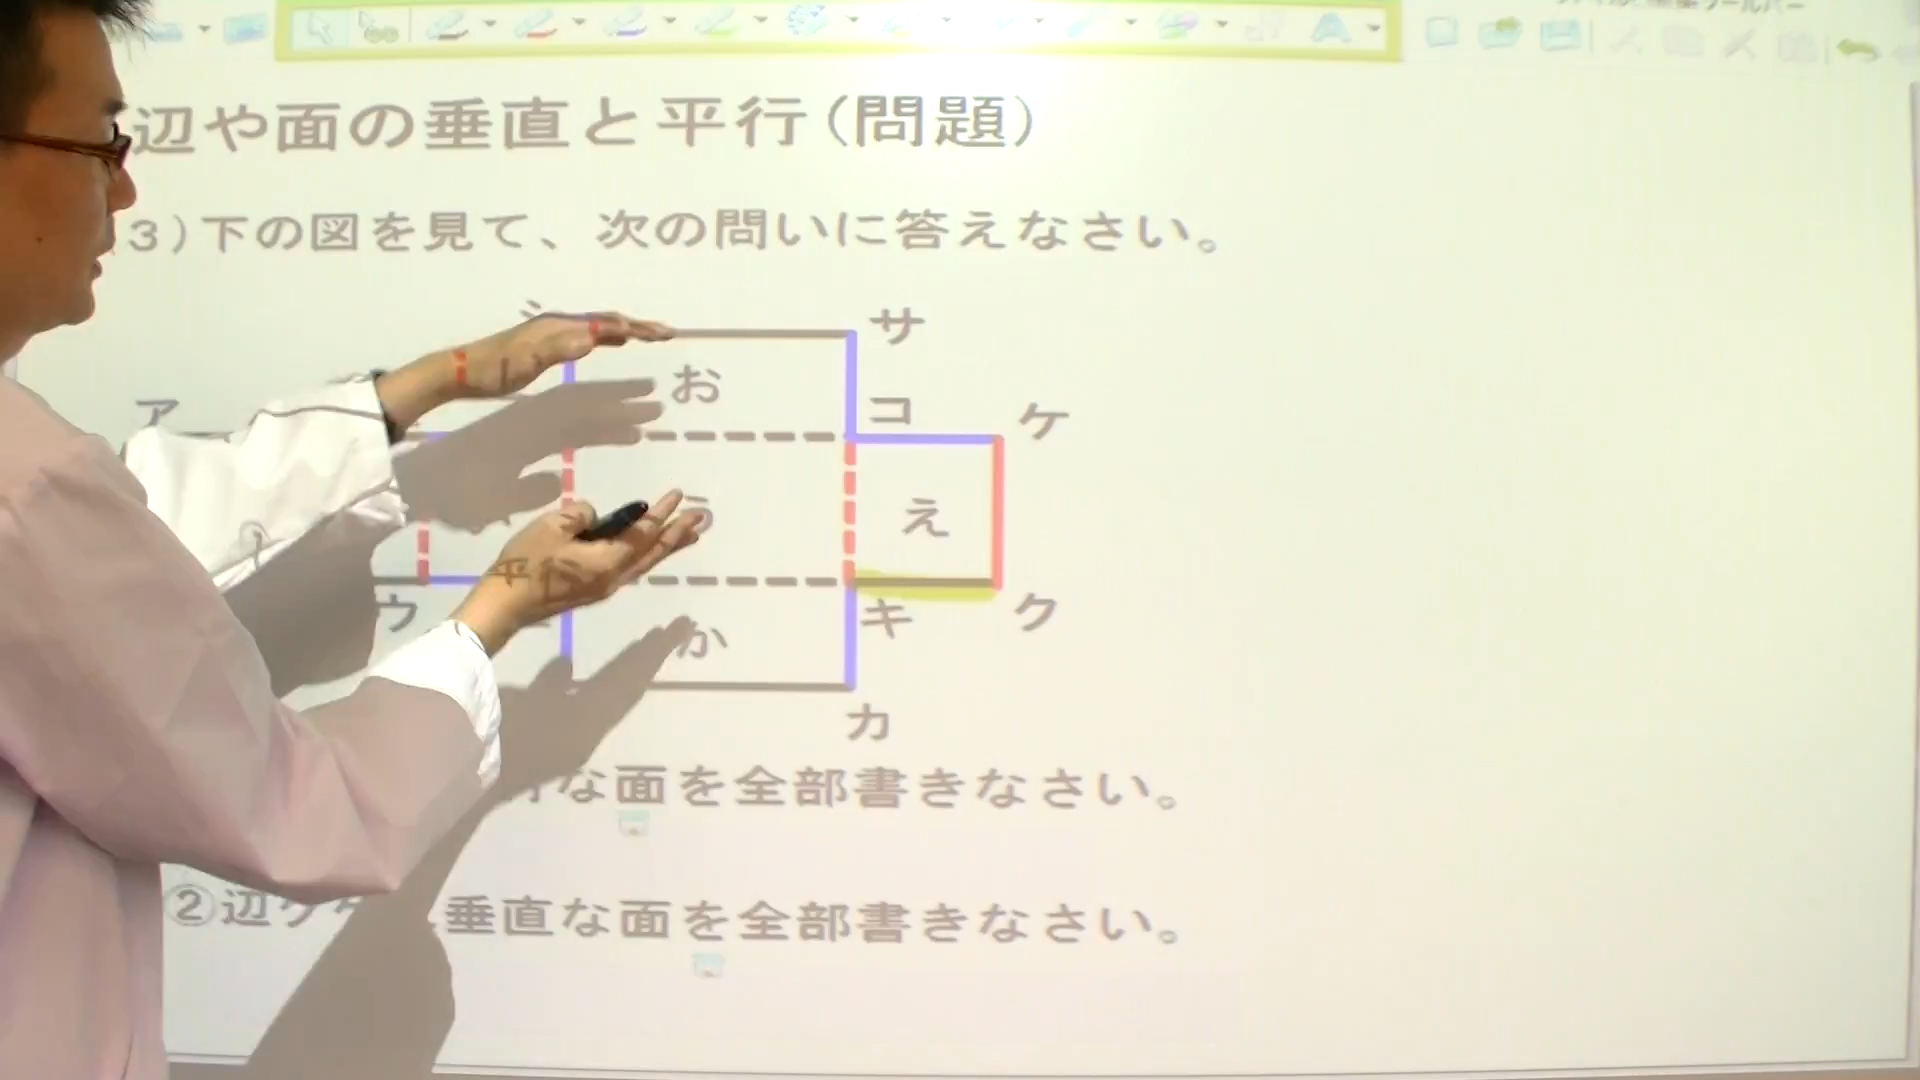 辺や面の垂直と平行(問題)
3)下の図を見て、次の問いに答えなさい。
サ
お
ア
コ
ケ
う
え
ウ
キ
ク
か
カ
な面を全部書きなさい。
②辺
垂直な面を全部書きなさい。